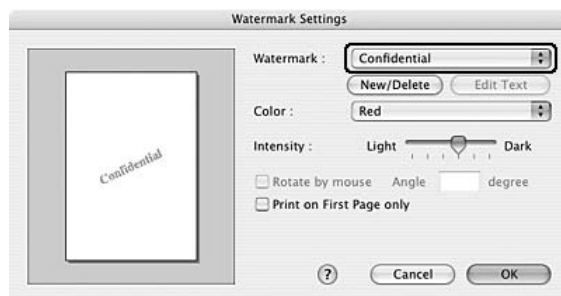 Watermark Settings
Watermark : Confidential
New/Delete Edit Text
Color : Red
Intensity : Light Dark
Confidential
Rotate by mouse Angle degree
Print on First Page only
? Cancel OK